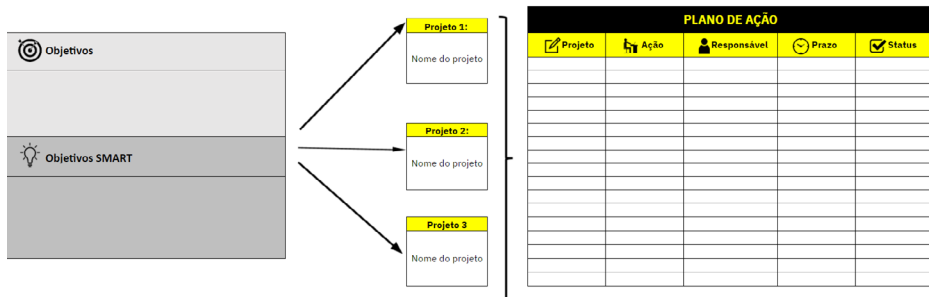 Objetivos
Objetivos SMART
Projeto 1:
Nome do projeto
Projeto 2:
Nome do projeto
Projeto 3
Nome do projeto
PLANO DE AÇÃO
Projeto Ação Responsável Prazo Status